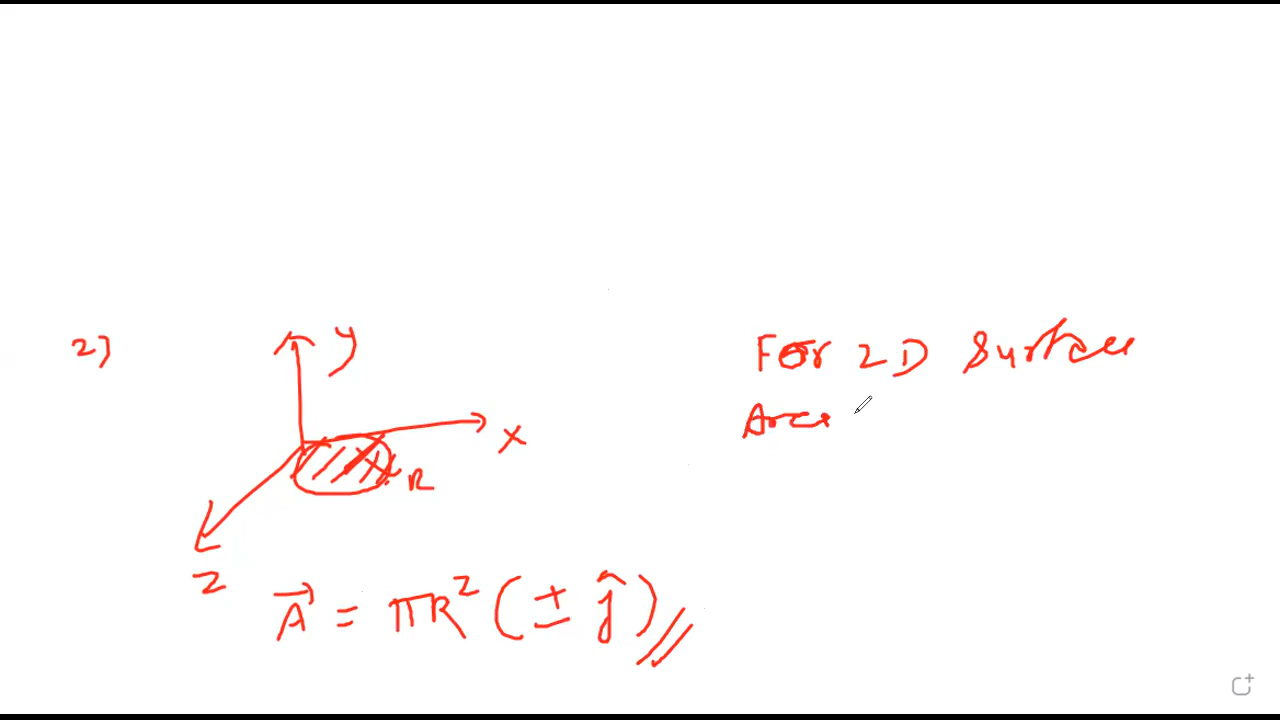 2)
y
x
R
z
For 2D Surface
Area
A⃗ = πR² (± ĵ)